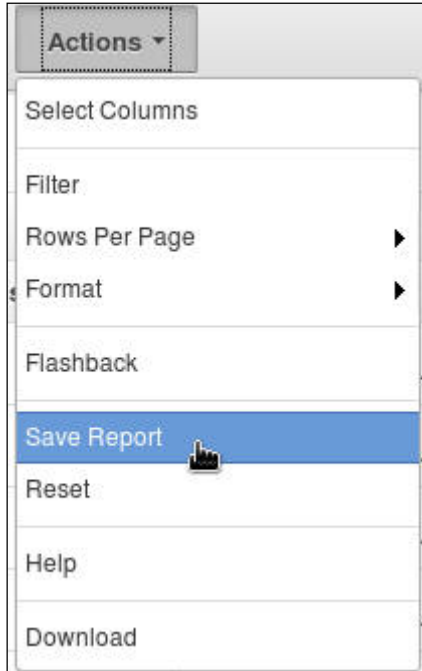 Actions
Select Columns
Filter
Rows Per Page
Format
Flashback
Save Report
Reset
Help
Download